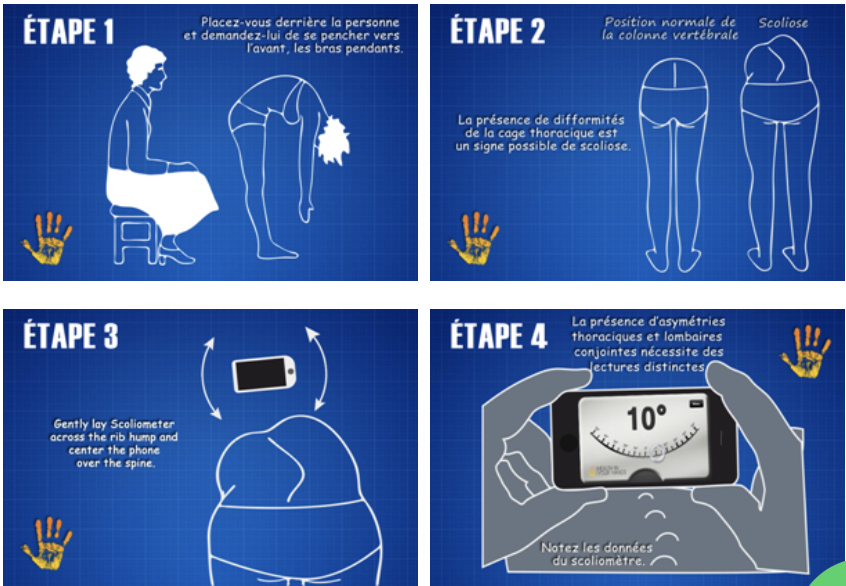 ÉTAPE 1
Placez-vous derrière la personne
et demandez-lui de se pencher vers
l'avant, les bras pendants.
ÉTAPE 2
Position normale de
la colonne vertébrale
Scoliose
La présence de difformités
de la cage thoracique est
un signe possible de scoliose.
ÉTAPE 3
Gently lay Scoliometer
across the rib hump and
center the phone
over the spine.
ÉTAPE 4
La présence d'asymétries
thoraciques et lombaires
conjointes nécessite des
lectures distinctes
10°
Notez les données
du scoliomètre.